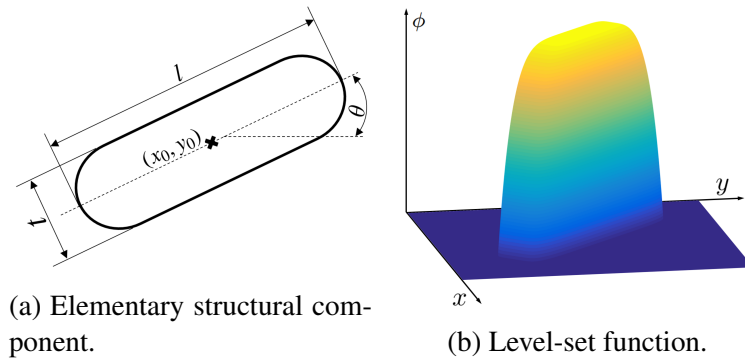 l
θ
(x₀, y₀)
t
(a) Elementary structural com-
ponent.
ϕ
y
x
(b) Level-set function.